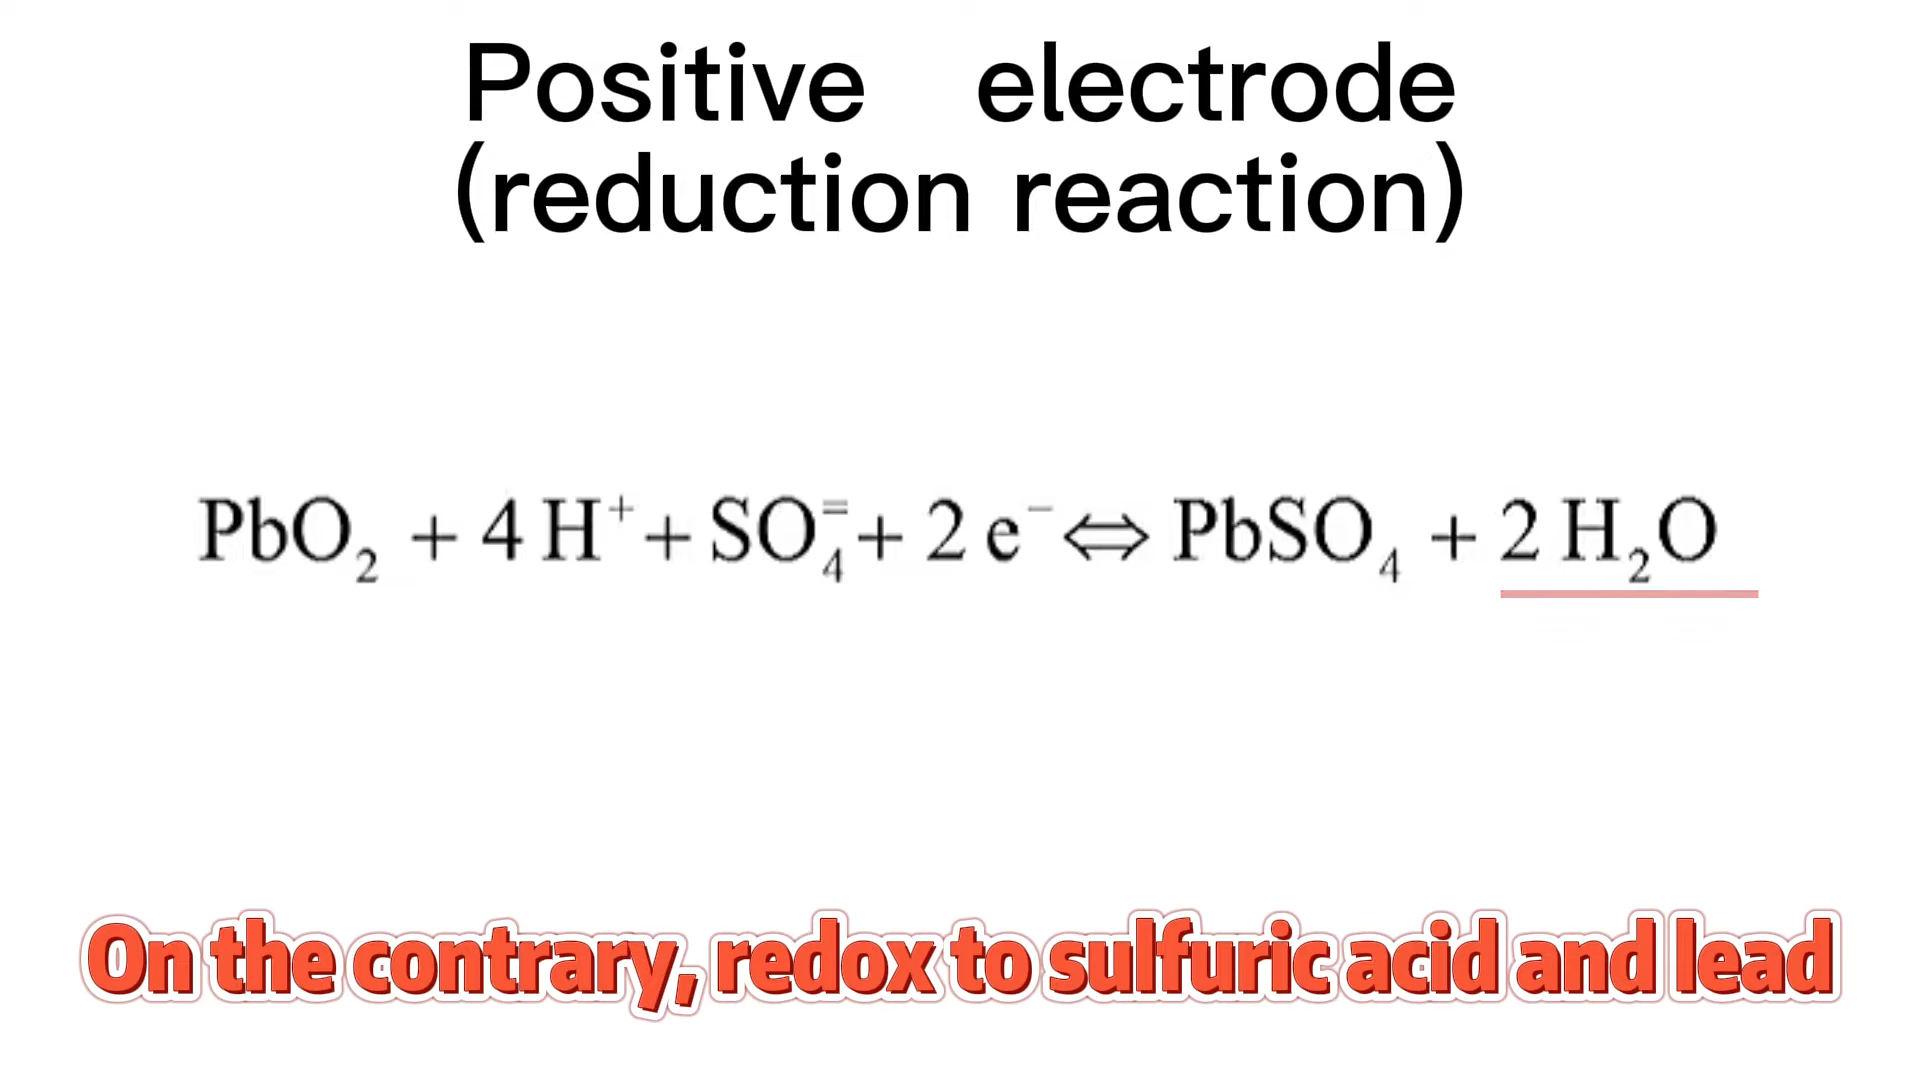 Positive electrode
(reduction reaction)
PbO₂ + 4 H⁺ + SO₄⁼ + 2 e⁻ ⇔ PbSO₄ + 2 H₂O
On the contrary, redox to sulfuric acid and lead